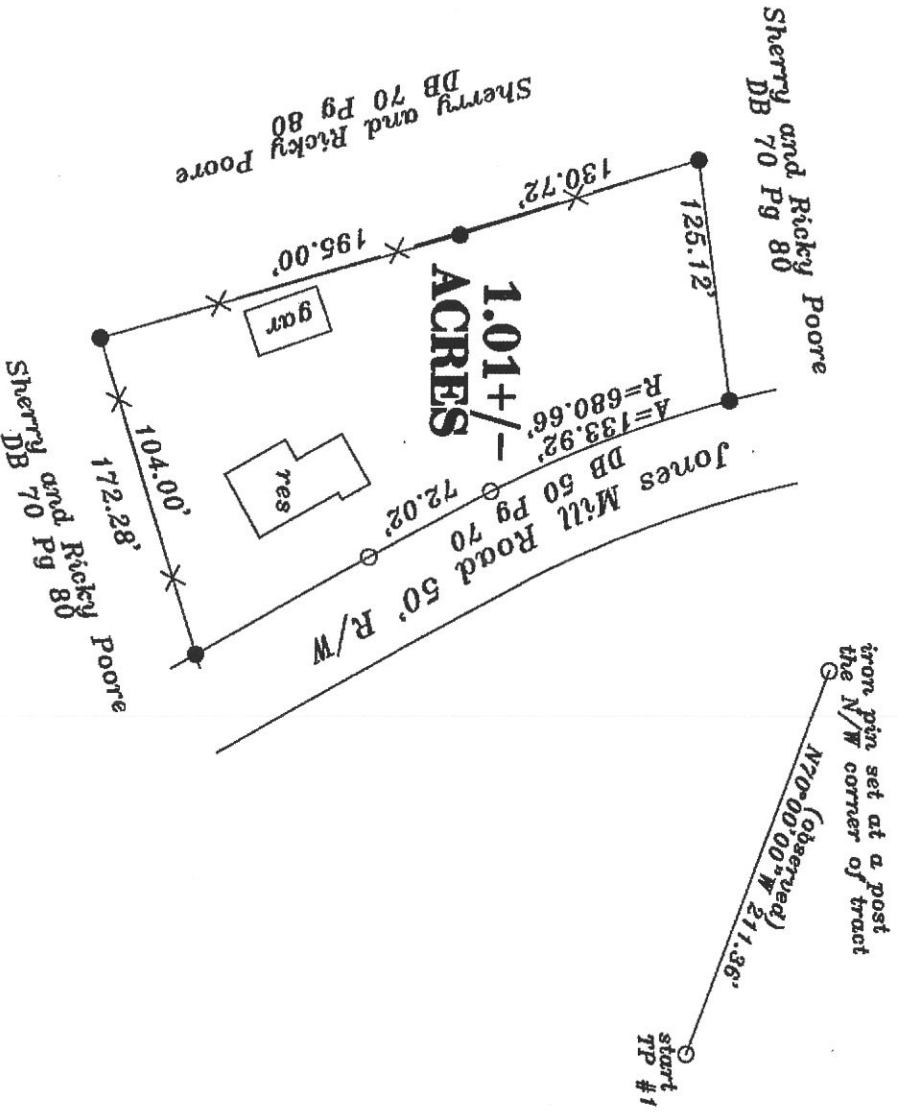 Sherry and Ricky Poore
DB 70 Pg 80
Sherry and Ricky Poore
DB 70 Pg 80
130.72'
125.12'
195.00'
gar
1.01+/-
ACRES
A=133.92'
R=680.66'
Jones Mill Road 50' R/W
DB 50 Pg 70
72.02'
res
104.00'
172.28'
Sherry and Ricky Poore
DB 70 Pg 80
iron pin set at a post
the N/W corner of tract
(observed)
N70°00'00"W 211.36'
start
TP #1